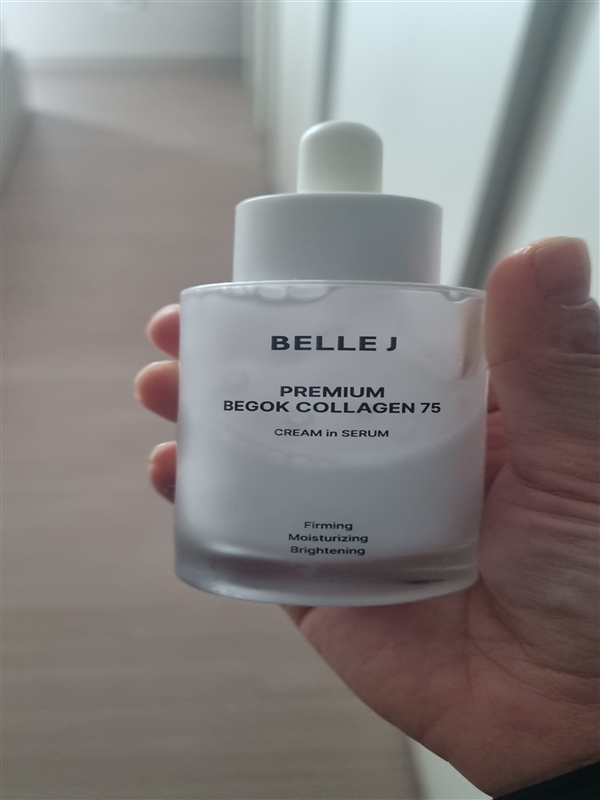 BELLE J
PREMIUM
BEGOK COLLAGEN 75
CREAM in SERUM
Firming
Moisturizing
Brightening